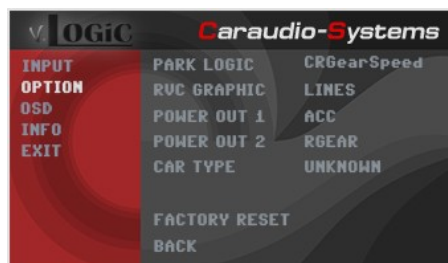 v.LOGiC Caraudio-Systems
INPUT
OPTION
OSD
INFO
EXIT
PARK LOGIC CRGearSpeed
RVC GRAPHIC LINES
POWER OUT 1 ACC
POWER OUT 2 RGEAR
CAR TYPE UNKNOWN
FACTORY RESET
BACK